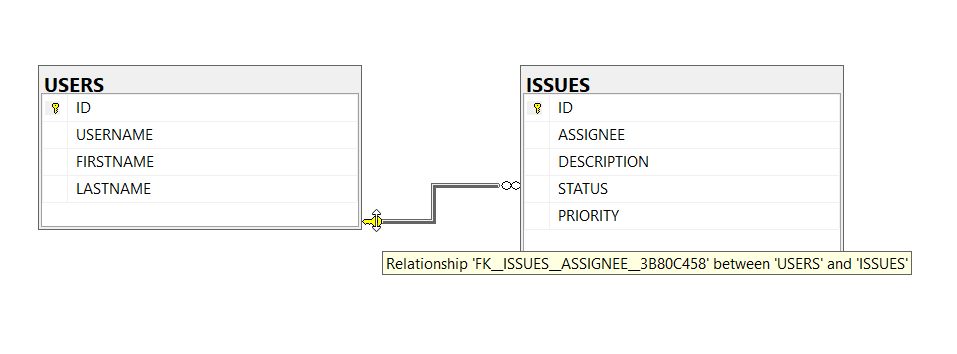 USERS
ID
USERNAME
FIRSTNAME
LASTNAME
ISSUES
ID
ASSIGNEE
DESCRIPTION
STATUS
PRIORITY
Relationship 'FK__ISSUES__ASSIGNEE__3B80C458' between 'USERS' and 'ISSUES'